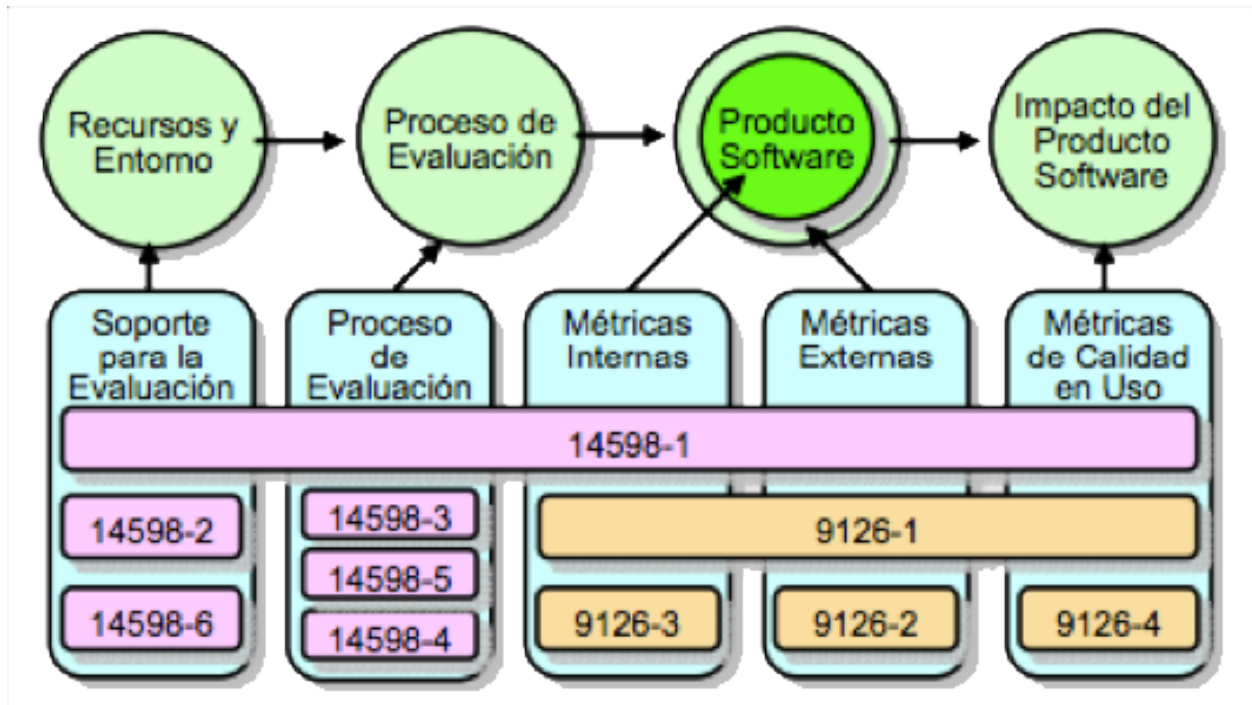 Recursos y
Entorno
Proceso de
Evaluación
Producto
Software
Impacto del
Producto
Software
Soporte
para la
Evaluación
Proceso
de
Evaluación
Métricas
Internas
Métricas
Externas
Métricas
de Calidad
en Uso
14598-1
14598-2
14598-6
14598-3
14598-5
14598-4
9126-1
9126-3
9126-2
9126-4